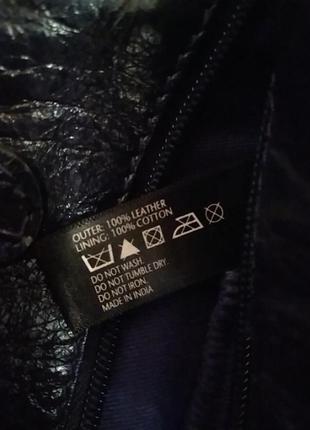 OUTER: 100% LEATHER
LINING: 100% COTTON
DO NOT WASH.
DO NOT TUMBLE DRY.
DO NOT IRON.
MADE IN INDIA